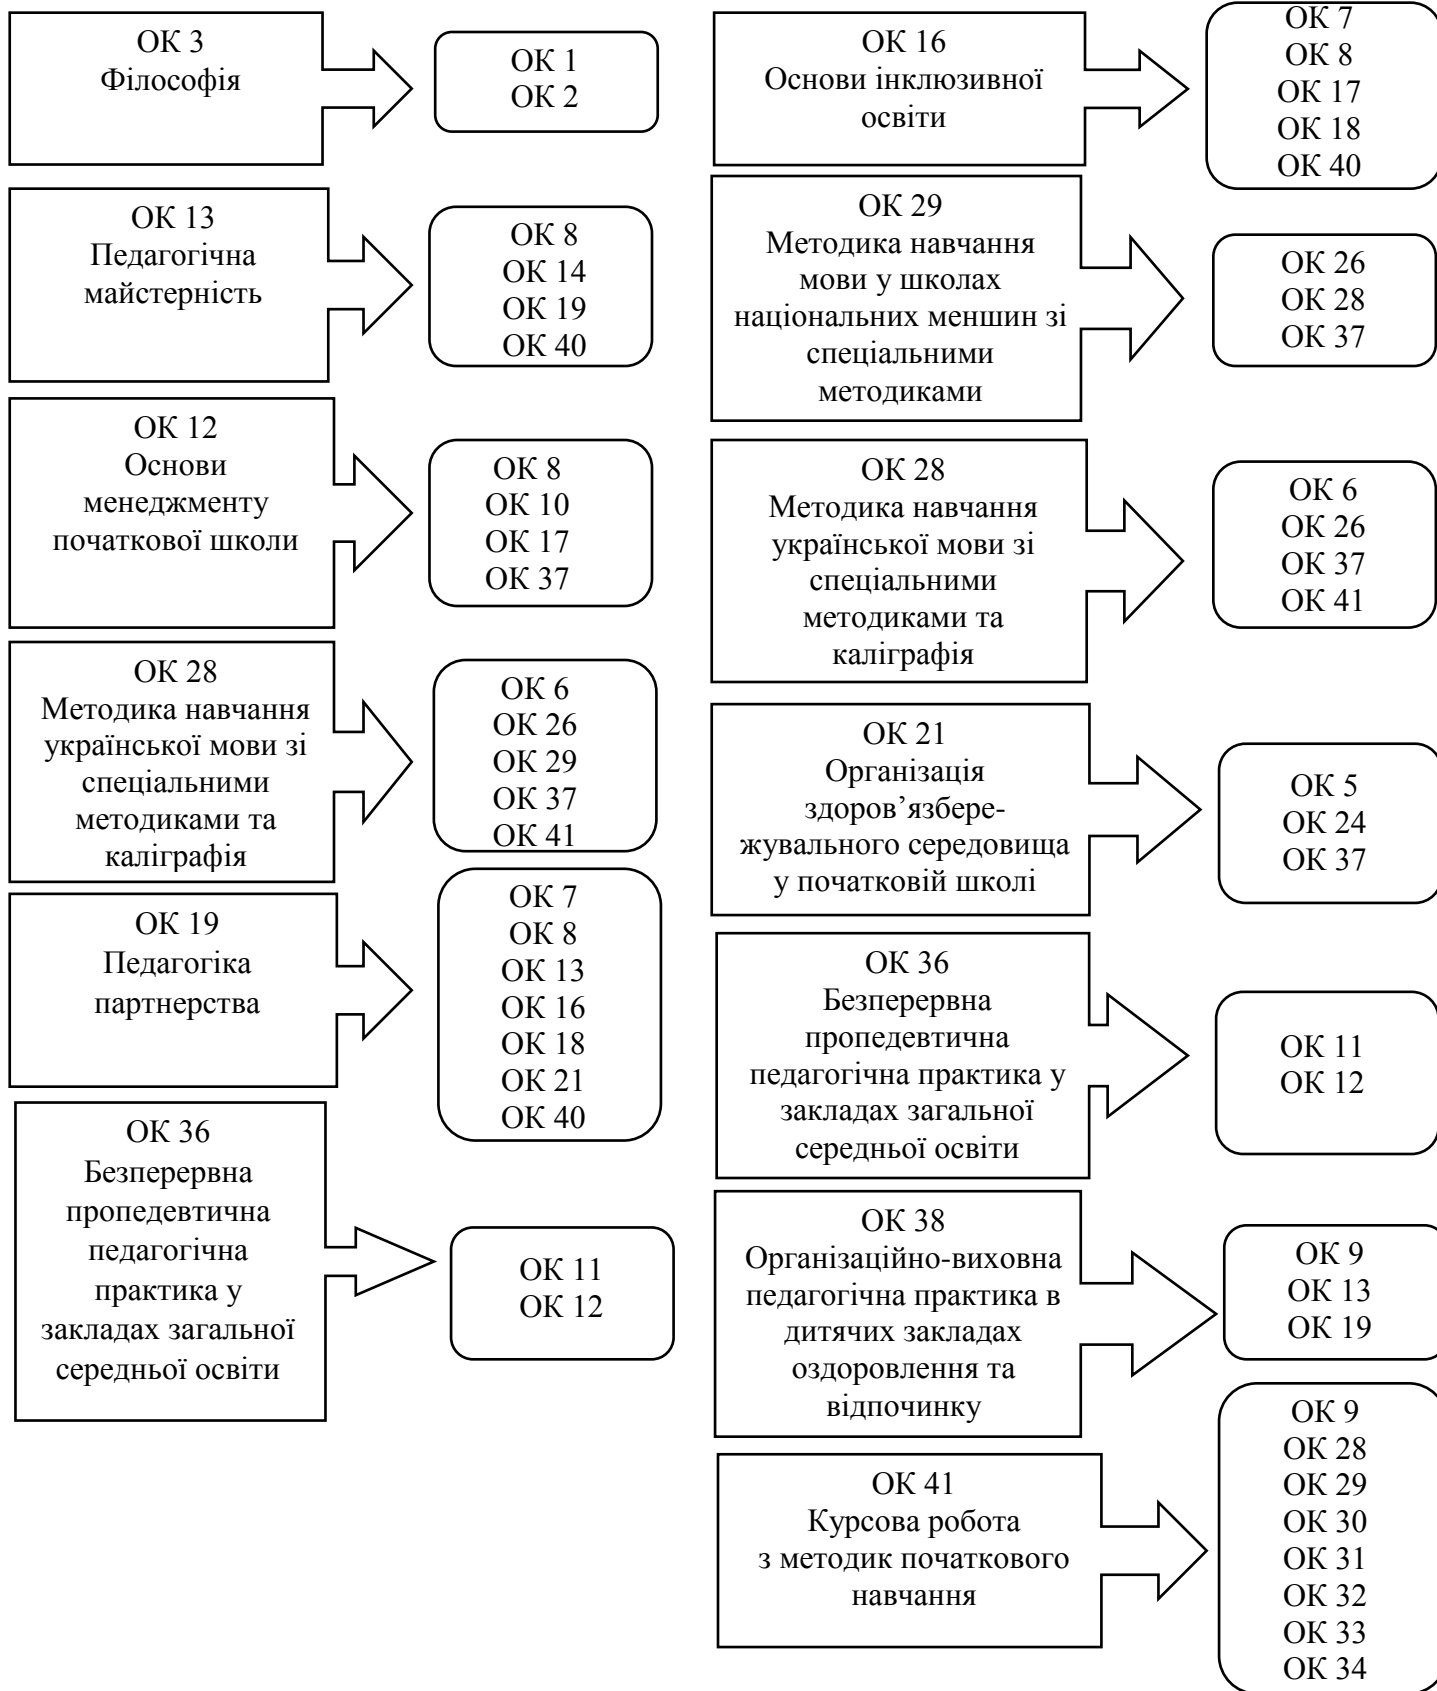 ОК 3
Філософія
ОК 1
ОК 2
ОК 13
Педагогічна
майстерність
ОК 8
ОК 14
ОК 19
ОК 40
ОК 12
Основи
менеджменту
початкової школи
ОК 8
ОК 10
ОК 17
ОК 37
ОК 28
Методика навчання
української мови зі
спеціальними
методиками та
каліграфія
ОК 6
ОК 26
ОК 29
ОК 37
ОК 41
ОК 19
Педагогіка
партнерства
ОК 7
ОК 8
ОК 13
ОК 16
ОК 18
ОК 21
ОК 40
ОК 36
Безперервна
пропедевтична
педагогічна
практика у
закладах загальної
середньої освіти
ОК 11
ОК 12
ОК 16
Основи інклюзивної
освіти
ОК 7
ОК 8
ОК 17
ОК 18
ОК 40
ОК 29
Методика навчання
мови у школах
національних меншин зі
спеціальними
методиками
ОК 26
ОК 28
ОК 37
ОК 28
Методика навчання
української мови зі
спеціальними
методиками та
каліграфія
ОК 6
ОК 26
ОК 37
ОК 41
ОК 21
Організація
здоров’язбере-
жувального середовища
у початковій школі
ОК 5
ОК 24
ОК 37
ОК 36
Безперервна
пропедевтична
педагогічна практика у
закладах загальної
середньої освіти
ОК 11
ОК 12
ОК 38
Організаційно-виховна
педагогічна практика в
дитячих закладах
оздоровлення та
відпочинку
ОК 9
ОК 13
ОК 19
ОК 41
Курсова робота
з методик початкового
навчання
ОК 9
ОК 28
ОК 29
ОК 30
ОК 31
ОК 32
ОК 33
ОК 34